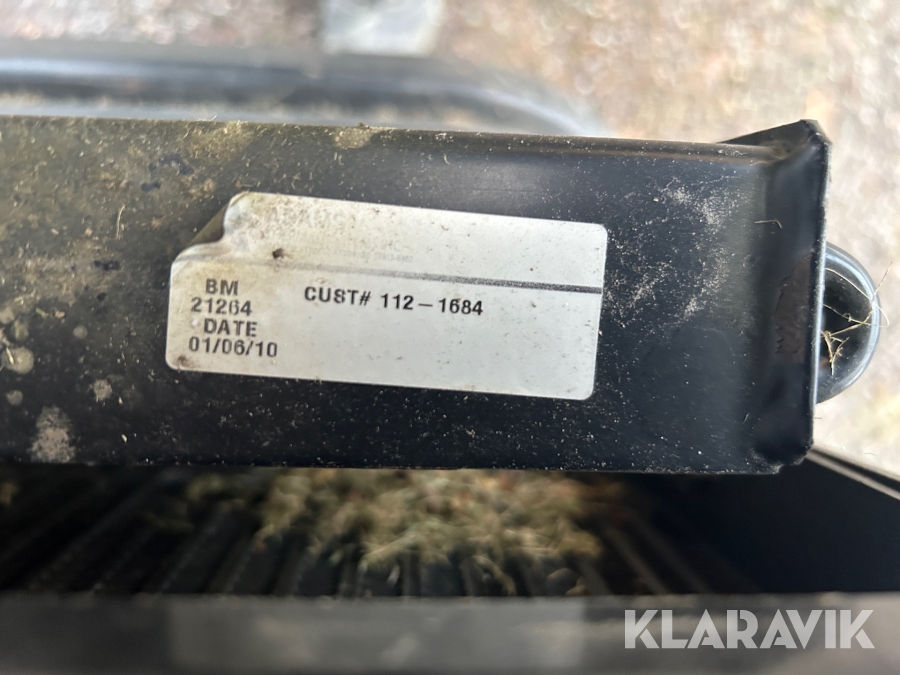 BM
21264
DATE
01/06/10
CUST# 112-1684
KLARAVIK